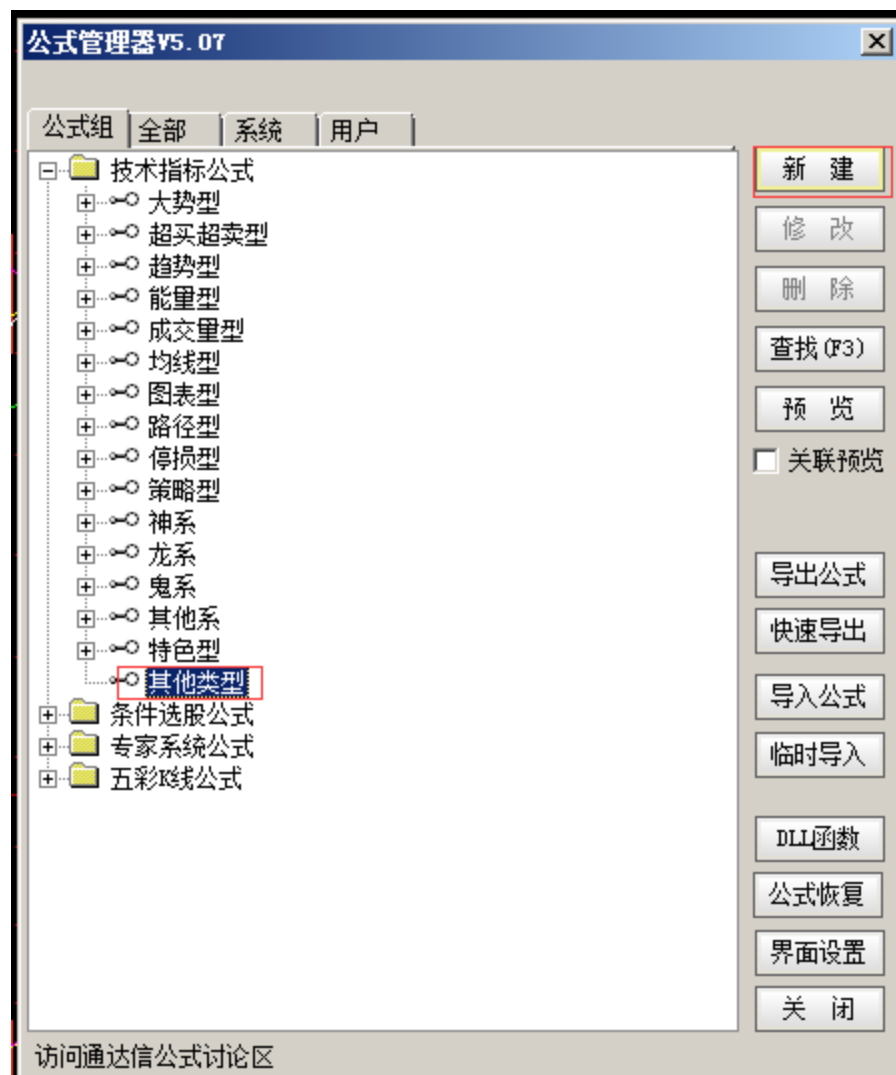 公式管理器V5.07
公式组 全部 系统 用户
技术指标公式
大势型
超买超卖型
趋势型
能量型
成交量型
均线型
图表型
路径型
停损型
策略型
神系
龙系
鬼系
其他系
特色型
其他类型
条件选股公式
专家系统公式
五彩K线公式
新 建
修 改
删 除
查找(F3)
预 览
关联预览
导出公式
快速导出
导入公式
临时导入
DLL函数
公式恢复
界面设置
关 闭
访问通达信公式讨论区